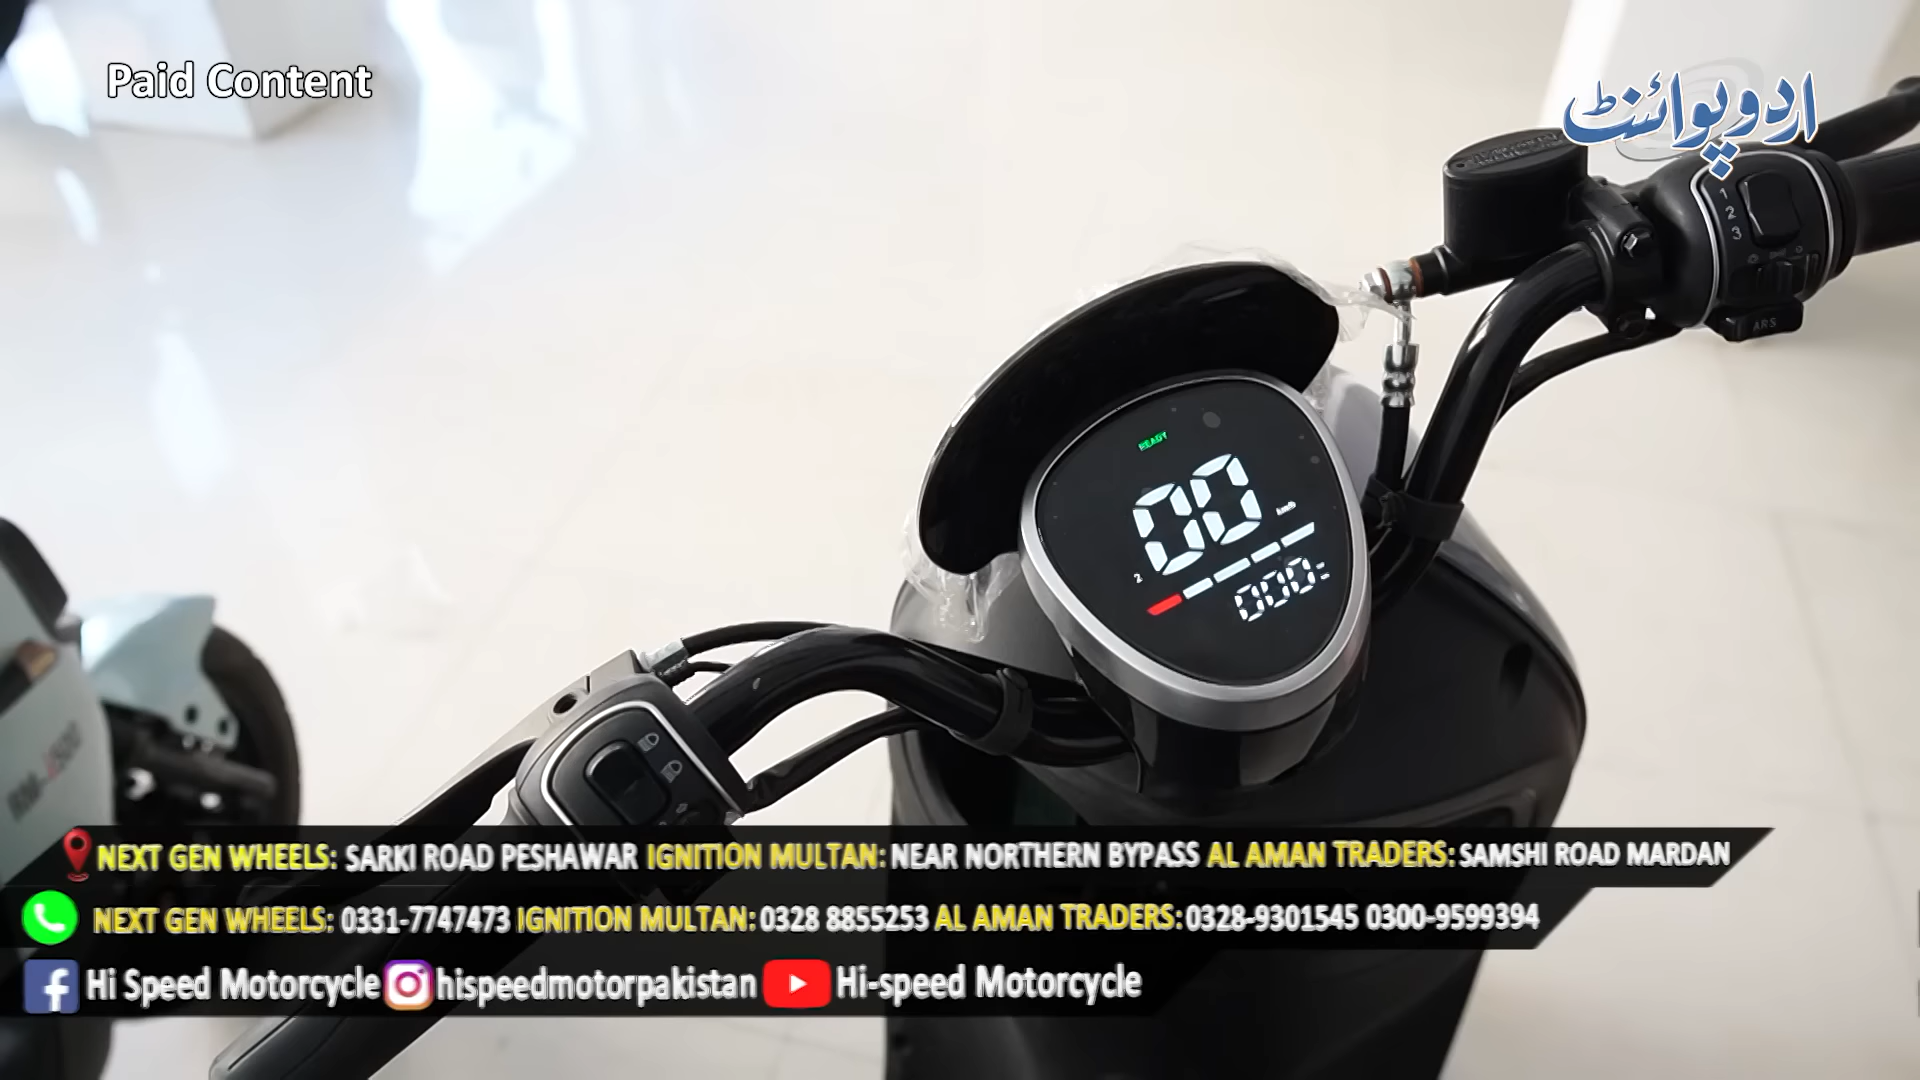 Paid Content
اردوپوائنٹ
1
2
3
ARS
READY
00 km/h
2
000
NEXT GEN WHEELS: SARKI ROAD PESHAWAR IGNITION MULTAN: NEAR NORTHERN BYPASS AL AMAN TRADERS: SAMSHI ROAD MARDAN
NEXT GEN WHEELS: 0331-7747473 IGNITION MULTAN: 0328 8855253 AL AMAN TRADERS: 0328-9301545 0300-9599394
Hi Speed Motorcycle hispeedmotorpakistan Hi-speed Motorcycle